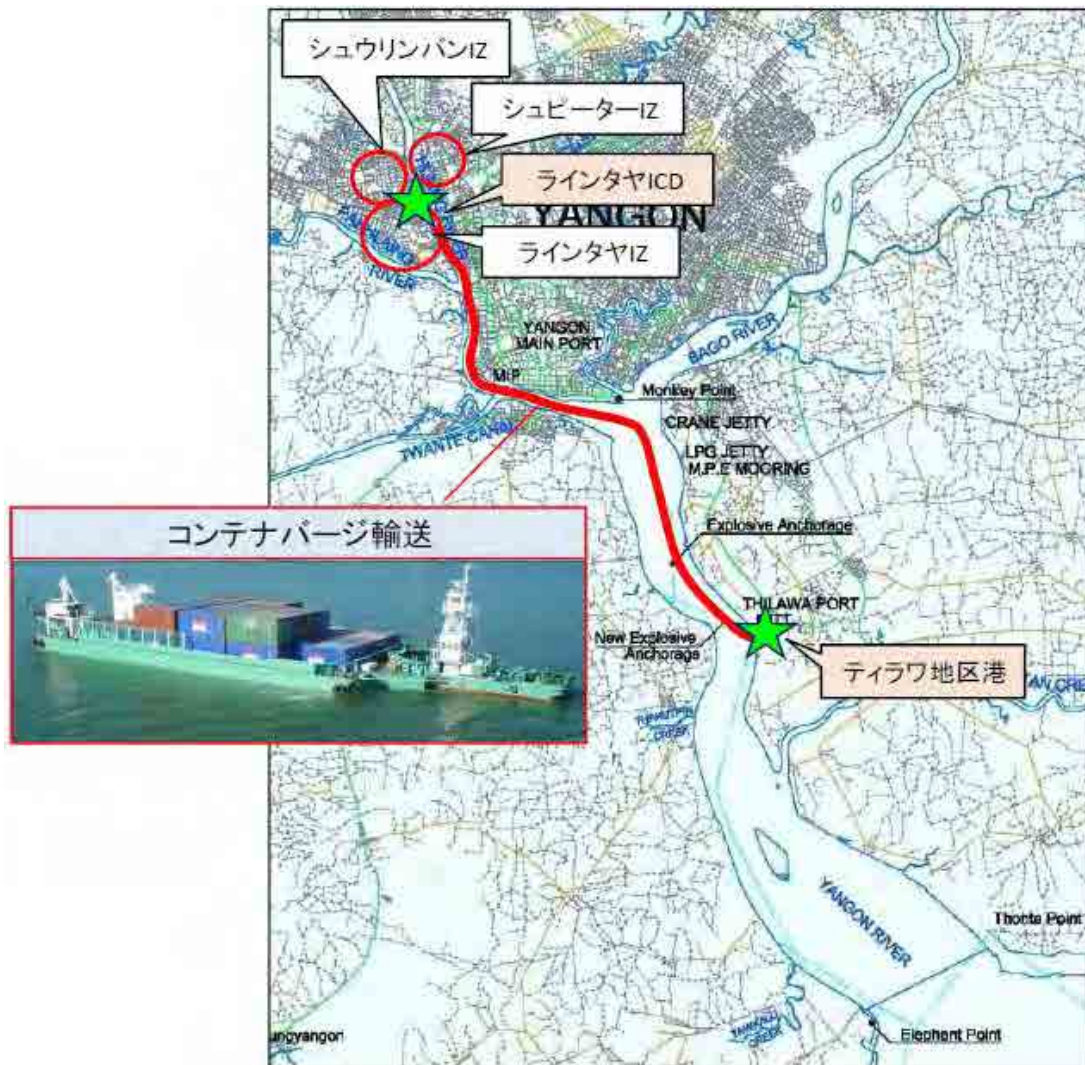 シュウリンバンIZ
シュピーターIZ
ラインタヤICD
YANGON
ラインタヤIZ
RIVER
YANGON
MAIN PORT
BAGO RIVER
MIP
Monkey Point
CRANE JETTY
TWANTE CANAL
LPG JETTY
M.P.E MOORING
コンテナバージ輸送
Explosive Anchorage
THILAWA PORT
New Explosive
Anchorage
ティラワ地区港
CREEK
YANGON RIVER
Thonte Point
CREEK
Elephant Point
ungyangon